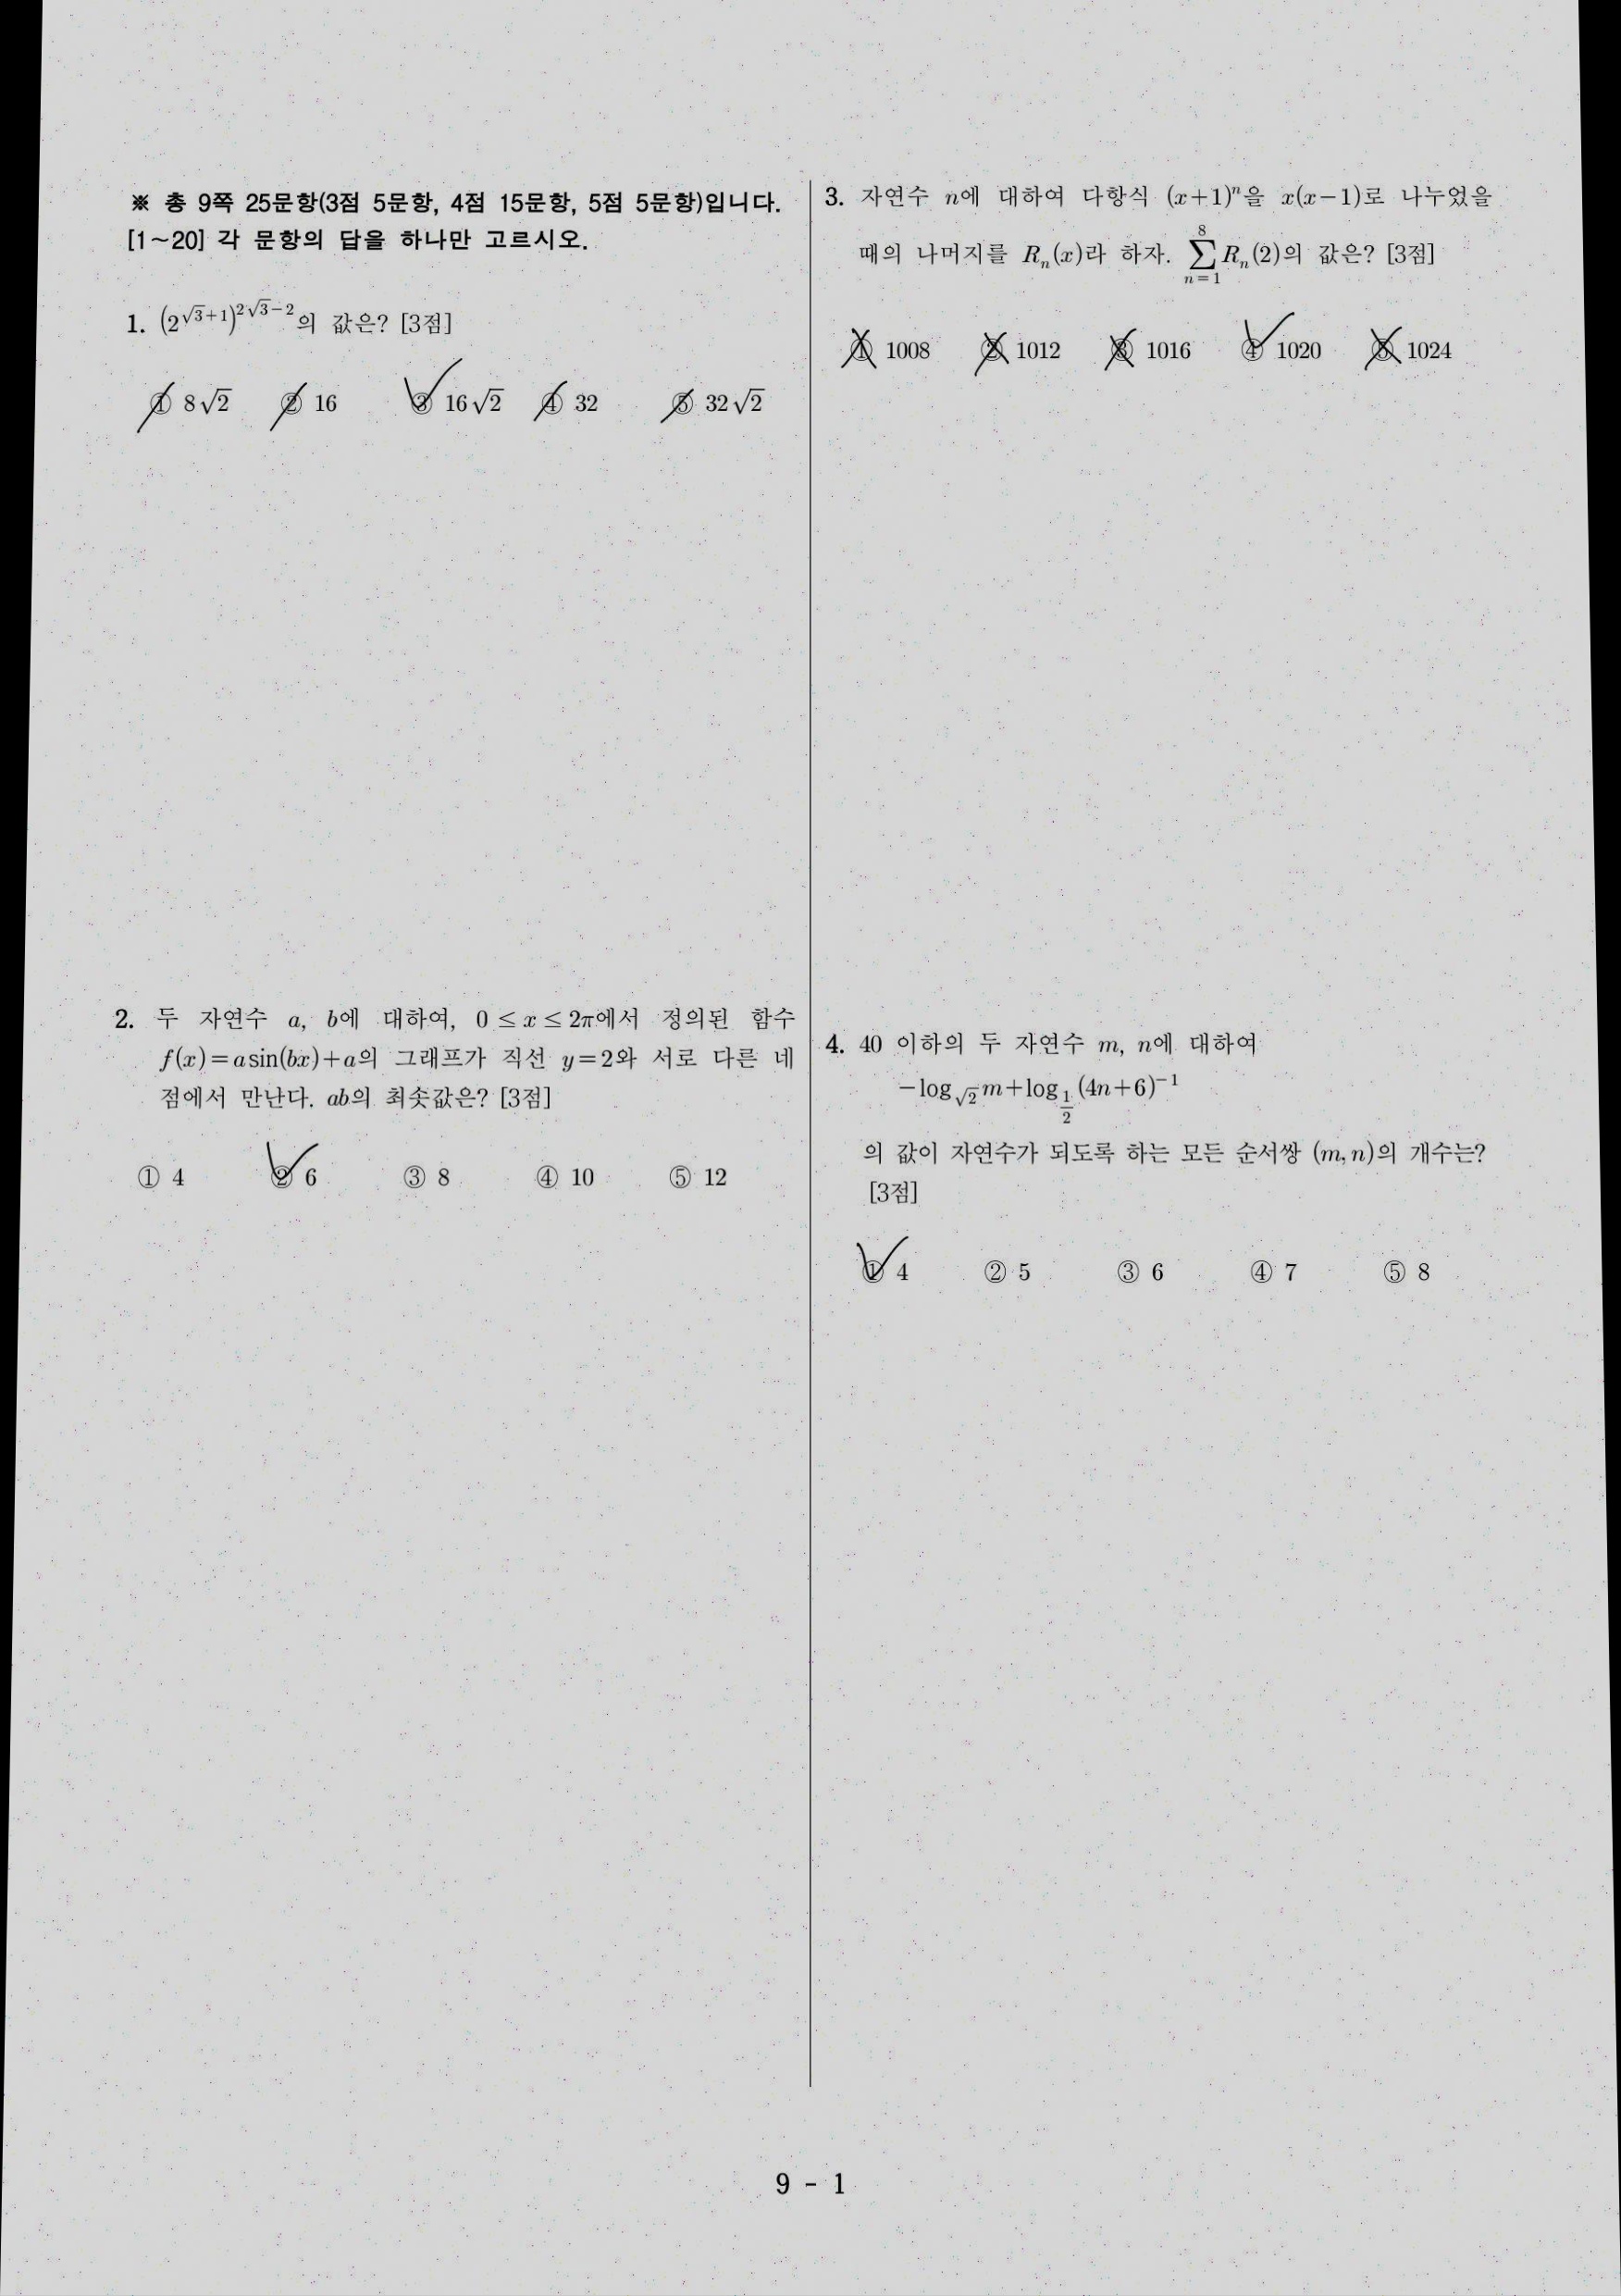 ※ 총 9쪽 25문항(3점 5문항, 4점 15문항, 5점 5문항)입니다.
[1~20] 각 문항의 답을 하나만 고르시오.
1. (2^{√3+1})^{2√3-2}의 값은? [3점]
① 8√2 ② 16 ③ 16√2 ④ 32 ⑤ 32√2
2. 두 자연수 a, b에 대하여, 0 ≤ x ≤ 2π에서 정의된 함수
f(x)=a sin(bx)+a의 그래프가 직선 y=2와 서로 다른 네
점에서 만난다. ab의 최솟값은? [3점]
① 4 ② 6 ③ 8 ④ 10 ⑤ 12
3. 자연수 n에 대하여 다항식 (x+1)^n을 x(x-1)로 나누었을
때의 나머지를 R_n(x)라 하자. \sum_{n=1}^{8} R_n(2)의 값은? [3점]
① 1008 ② 1012 ③ 1016 ④ 1020 ⑤ 1024
4. 40 이하의 두 자연수 m, n에 대하여
-log_{√2} m+log_{1/2} (4n+6)^{-1}
의 값이 자연수가 되도록 하는 모든 순서쌍 (m, n)의 개수는?
[3점]
① 4 ② 5 ③ 6 ④ 7 ⑤ 8
9 - 1